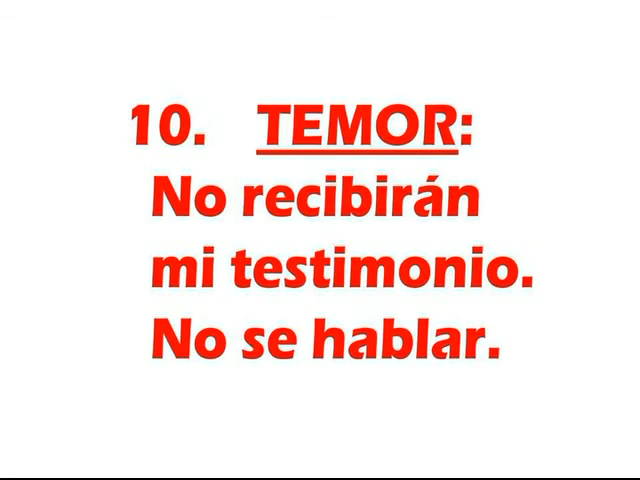 10. TEMOR:
No recibirán
mi testimonio.
No se hablar.